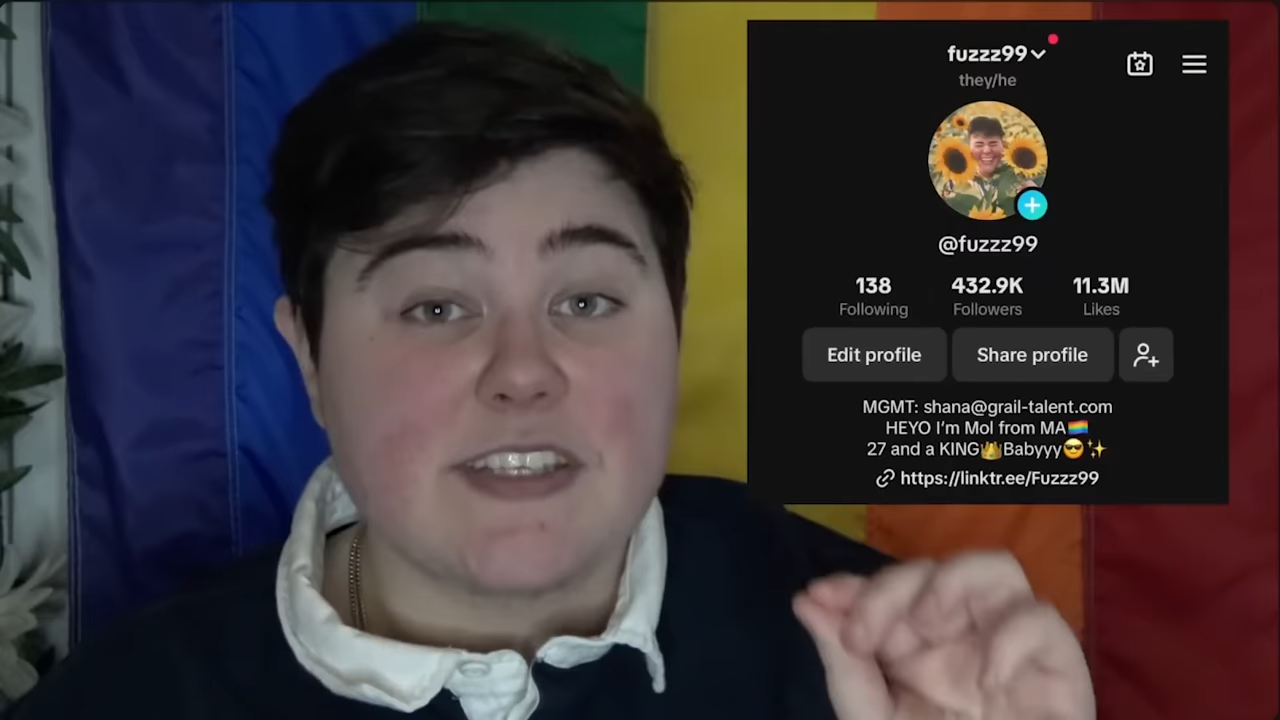 fuzzz99
they/he
@fuzzz99
138 432.9K 11.3M
Following Followers Likes
Edit profile Share profile
MGMT: shana@grail-talent.com
HEYO I'm Mol from MA🏳️‍🌈
27 and a KING👑Babyyy😎✨
https://linktr.ee/Fuzzz99